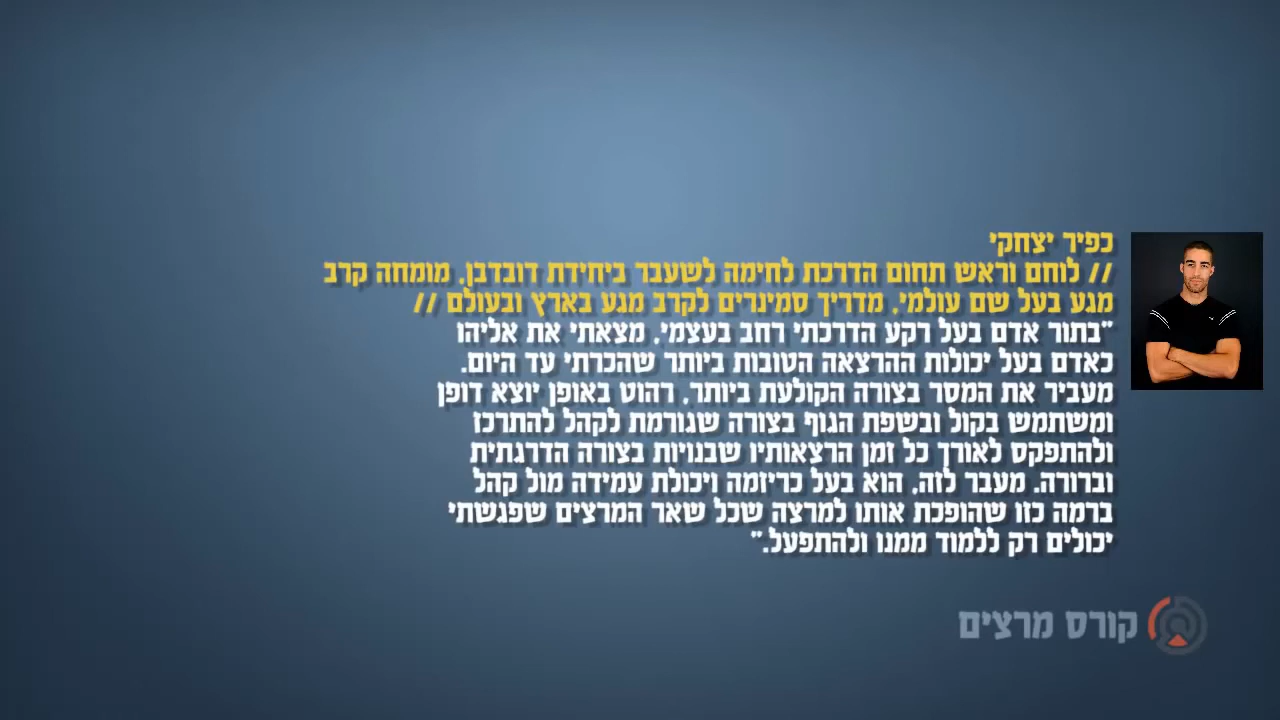 כפיר יצחקי
// לוחם וראש תחום הדרכת לחימה לשעבר ביחידת דובדבן, מומחה קרב
מגע בעל שם עולמי, מדריך סמינרים לקרב מגע בארץ ובעולם //
"בתור אדם בעל רקע הדרכתי רחב בעצמי, מצאתי את אליהו
כאדם בעל יכולות ההרצאה הטובות ביותר שהכרתי עד היום.
מעביר את המסר בצורה הקולעת ביותר, רהוט באופן יוצא דופן
ומשתמש בקול ובשפת הגוף בצורה שגורמת לקהל להתרכז
ולהתפקס לאורך כל זמן הרצאותיו שבנויות בצורה הדרגתית
וברורה. מעבר לזה, הוא בעל כריזמה ויכולת עמידה מול קהל
ברמה כזו שהופכת אותו למרצה שכל שאר המרצים שפגשתי
יכולים רק ללמוד ממנו ולהתפעל."
קורס מרצים